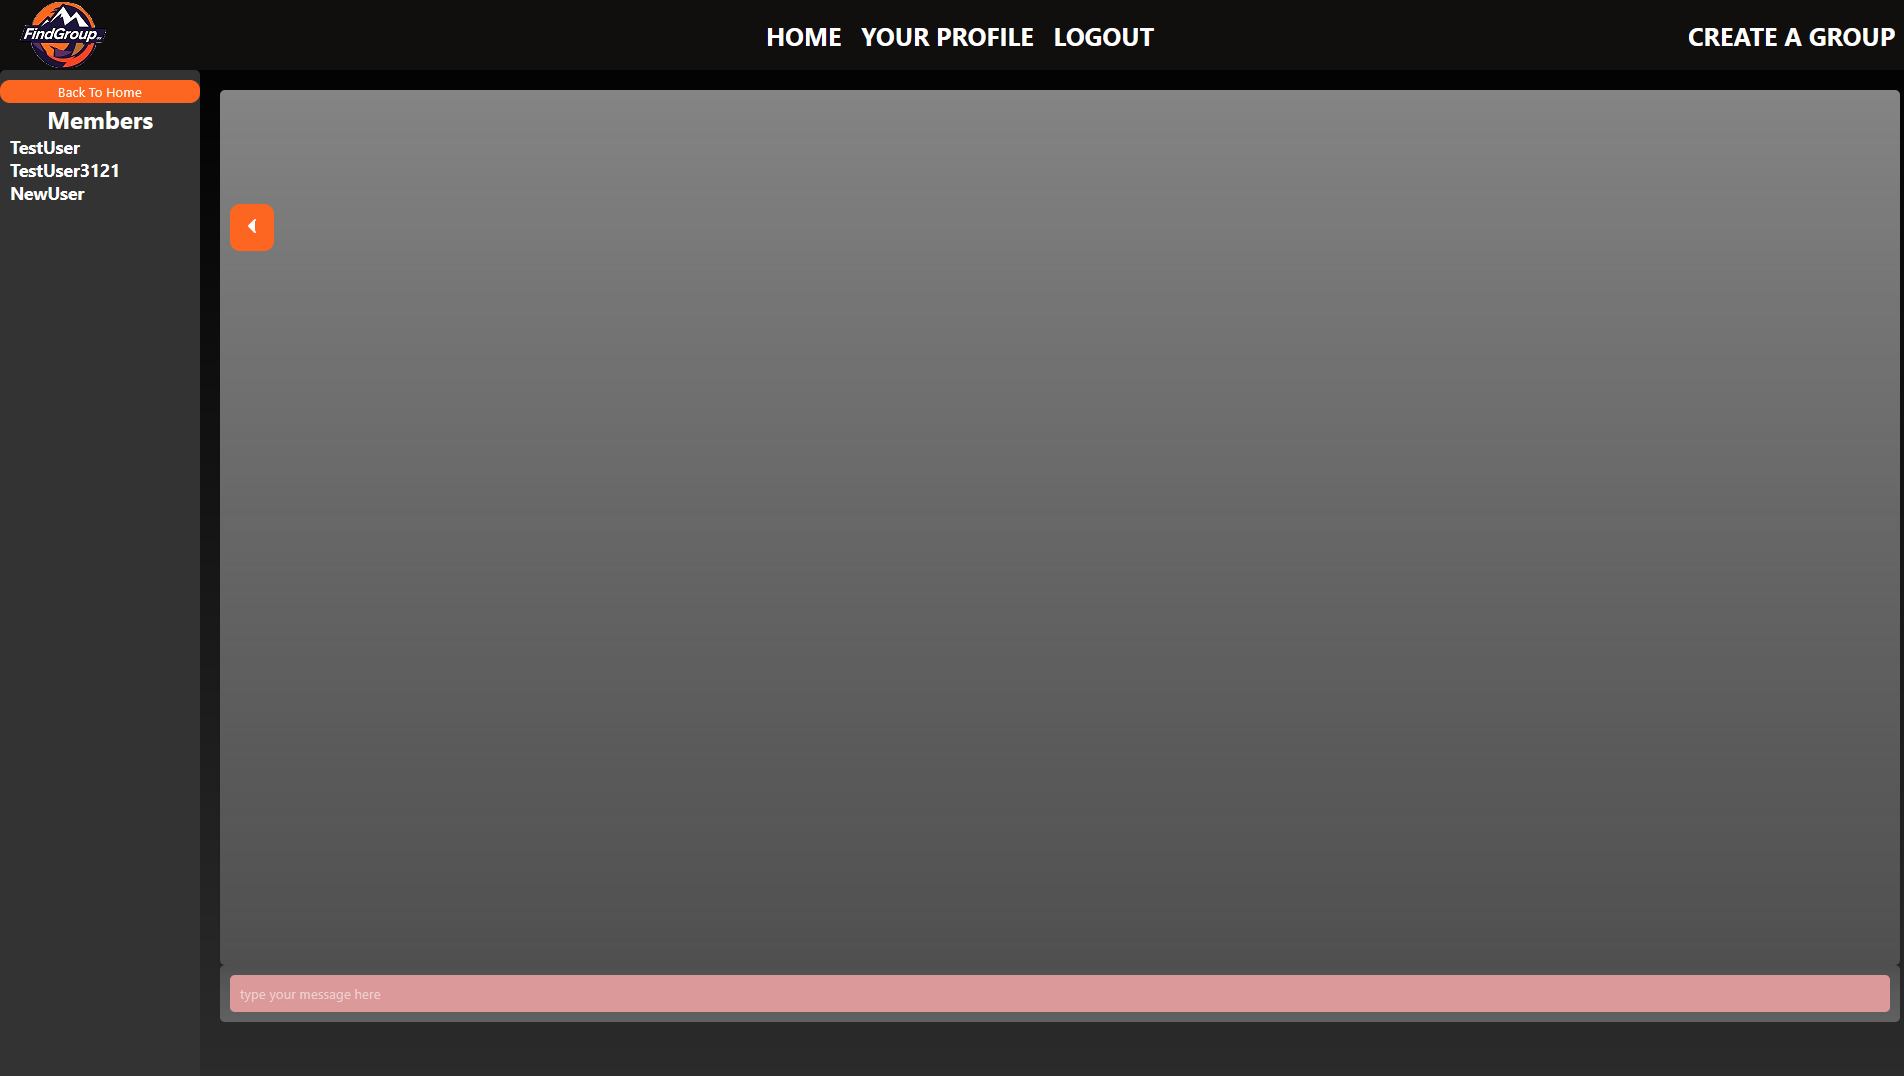 FindGroup
HOME YOUR PROFILE LOGOUT
CREATE A GROUP
Back To Home
Members
TestUser
TestUser3121
NewUser
type your message here